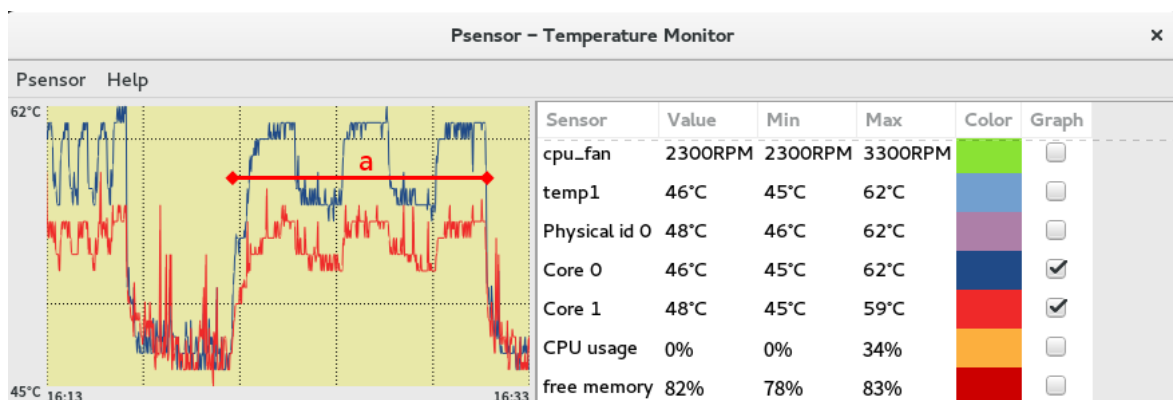 Psensor – Temperature Monitor ×
Psensor Help
62°C
a
45°C
16:13 16:33
Sensor Value Min Max Color Graph
cpu_fan 2300RPM 2300RPM 3300RPM
temp1 46°C 45°C 62°C
Physical id 0 48°C 46°C 62°C
Core 0 46°C 45°C 62°C
Core 1 48°C 45°C 59°C
CPU usage 0% 0% 34%
free memory 82% 78% 83%